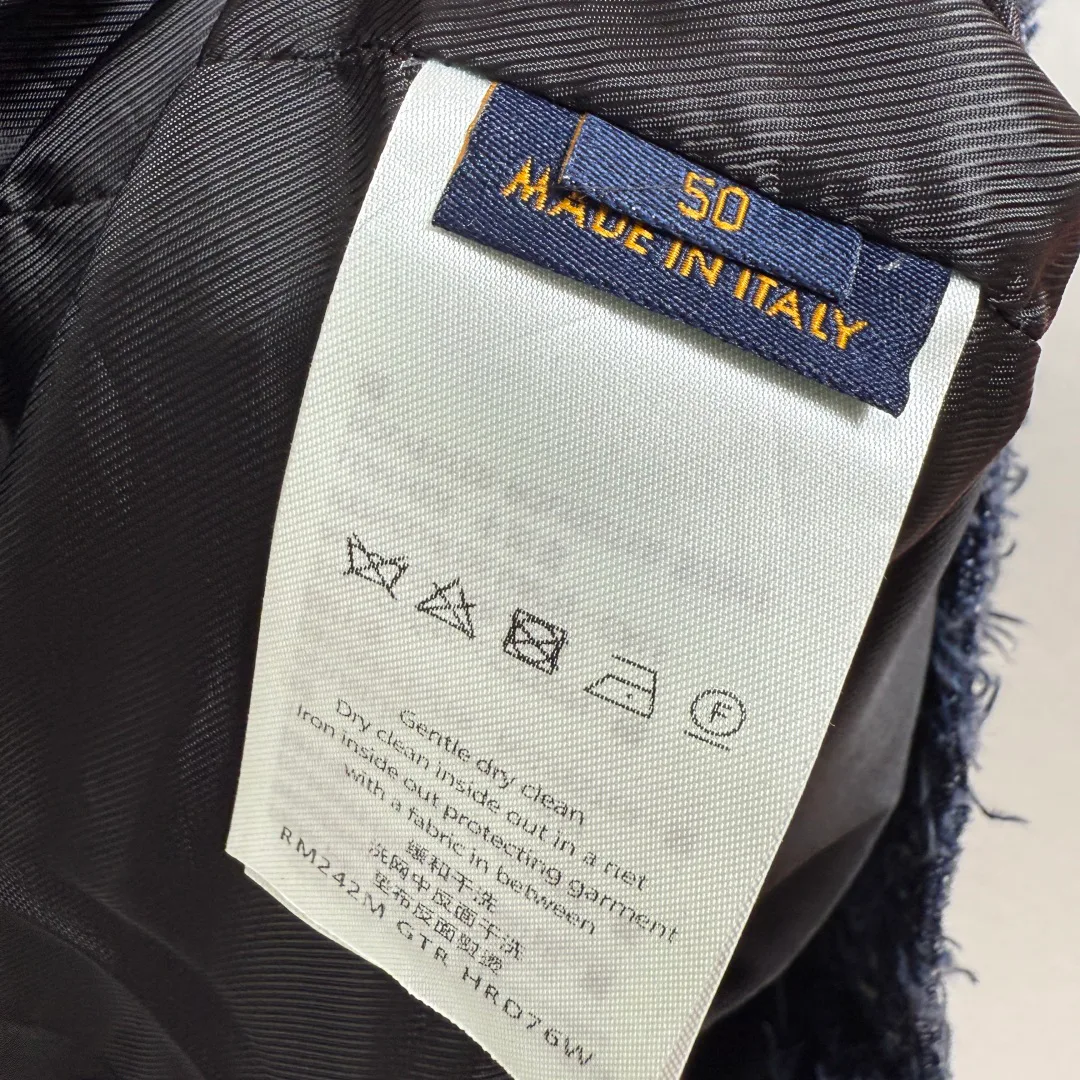 50
MADE IN ITALY
F
Gentle dry clean
Dry clean inside out in a net
Iron inside out protecting garment
with a fabric in between
缓和干洗
洗网中反面干洗
垫布反面熨烫
RM242M GTR HRD76W